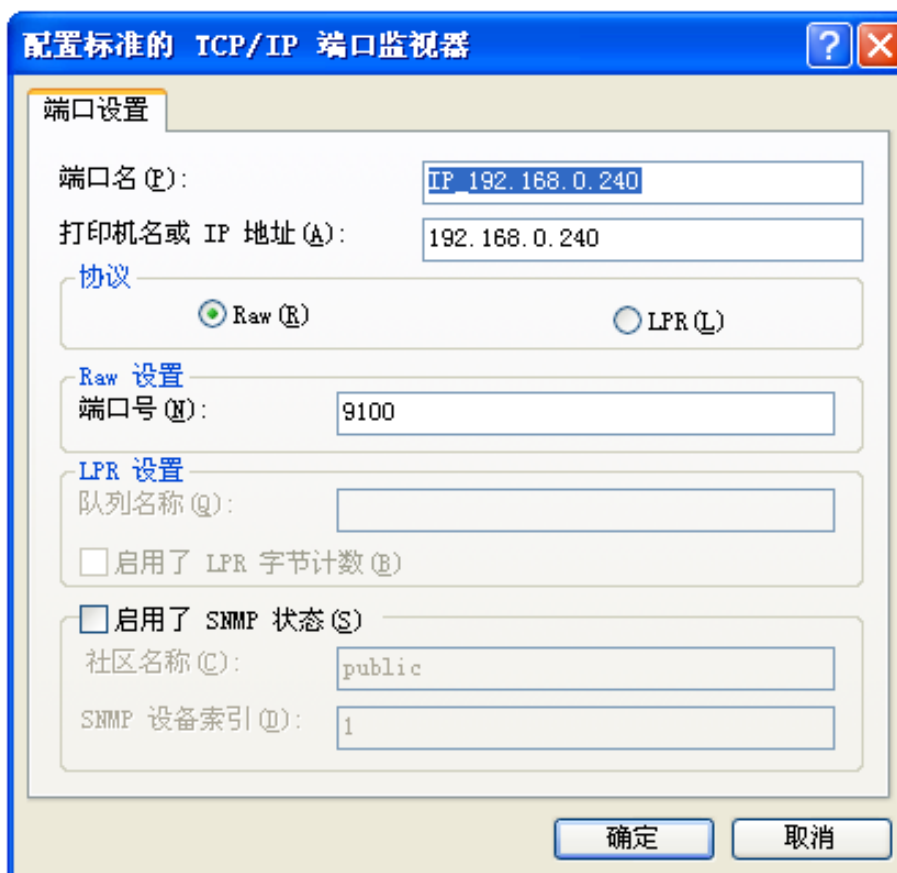 配置标准的 TCP/IP 端口监视器
端口设置
端口名(P): IP_192.168.0.240
打印机名或 IP 地址(A): 192.168.0.240
协议
Raw(R) LPR(L)
Raw 设置
端口号(N): 9100
LPR 设置
队列名称(Q):
启用了 LPR 字节计数(B)
启用了 SNMP 状态(S)
社区名称(C): public
SNMP 设备索引(D): 1
确定 取消